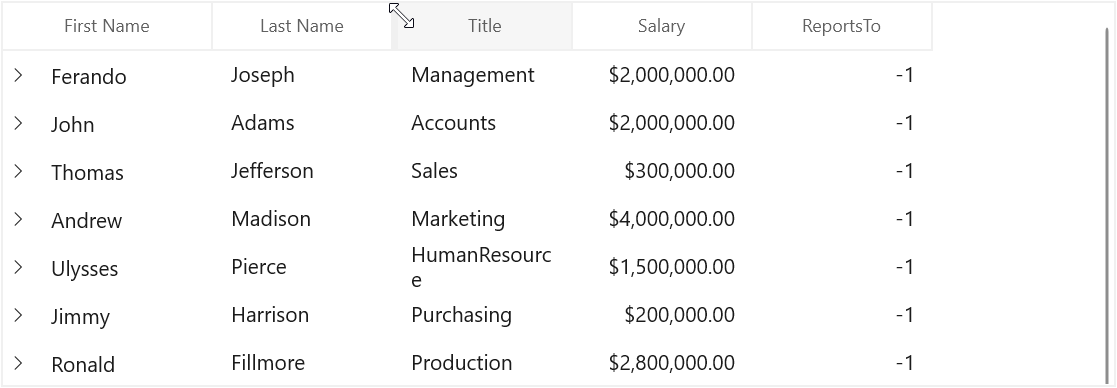 First Name Last Name Title Salary ReportsTo
Ferando Joseph Management $2,000,000.00 -1
John Adams Accounts $2,000,000.00 -1
Thomas Jefferson Sales $300,000.00 -1
Andrew Madison Marketing $4,000,000.00 -1
Ulysses Pierce HumanResourc $1,500,000.00 -1
e
Jimmy Harrison Purchasing $200,000.00 -1
Ronald Fillmore Production $2,800,000.00 -1